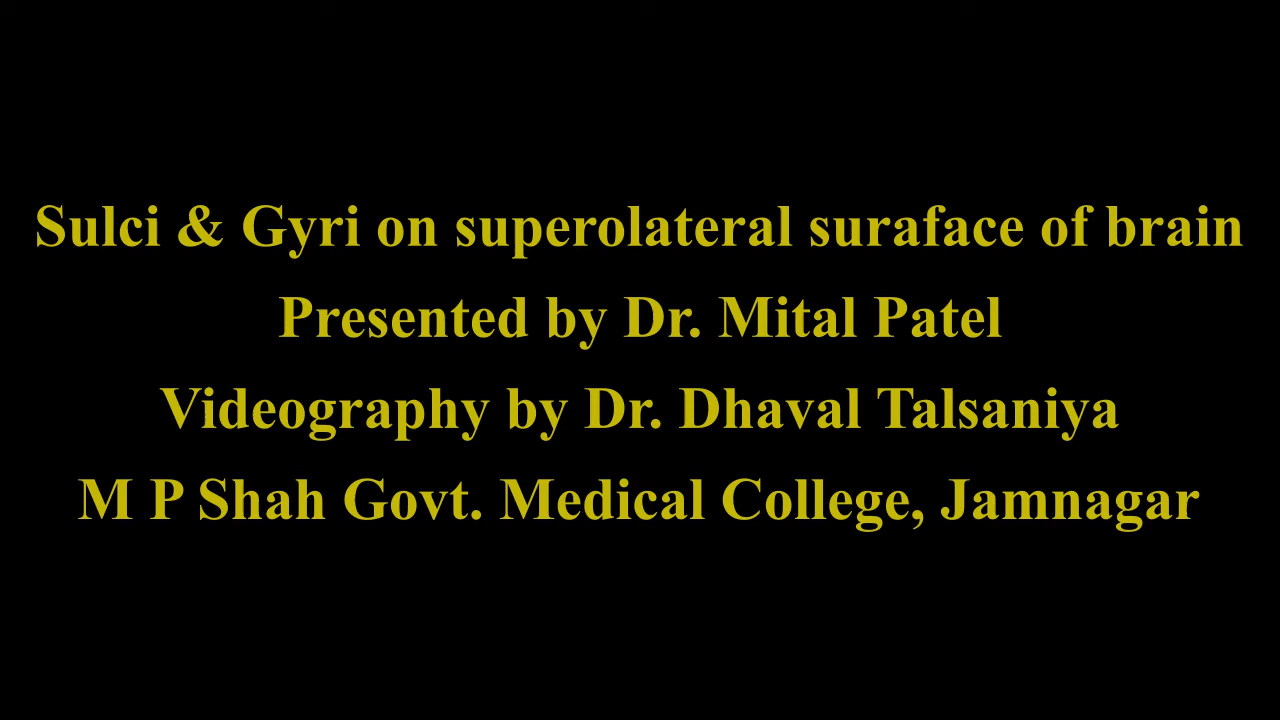 Sulci & Gyri on superolateral suraface of brain
Presented by Dr. Mital Patel
Videography by Dr. Dhaval Talsaniya
M P Shah Govt. Medical College, Jamnagar